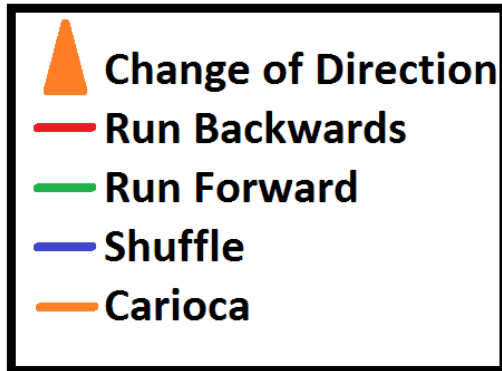 Change of Direction
Run Backwards
Run Forward
Shuffle
Carioca